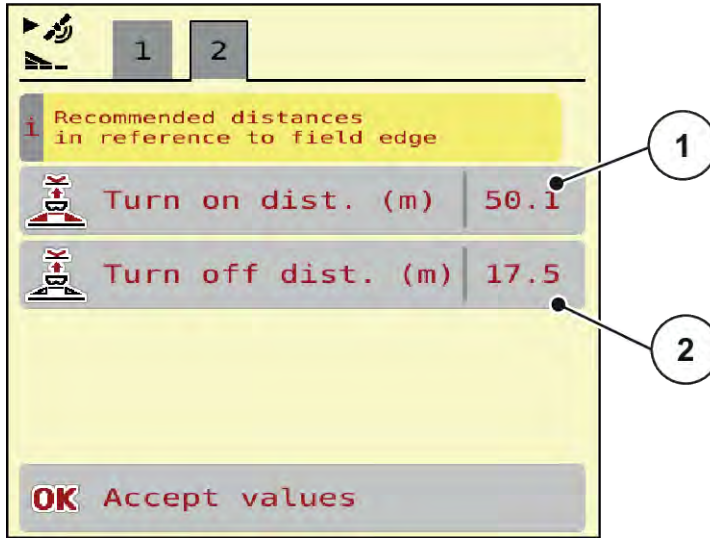 1 2
i Recommended distances
in reference to field edge
Turn on dist. (m) 50.1
1
Turn off dist. (m) 17.5
2
OK Accept values